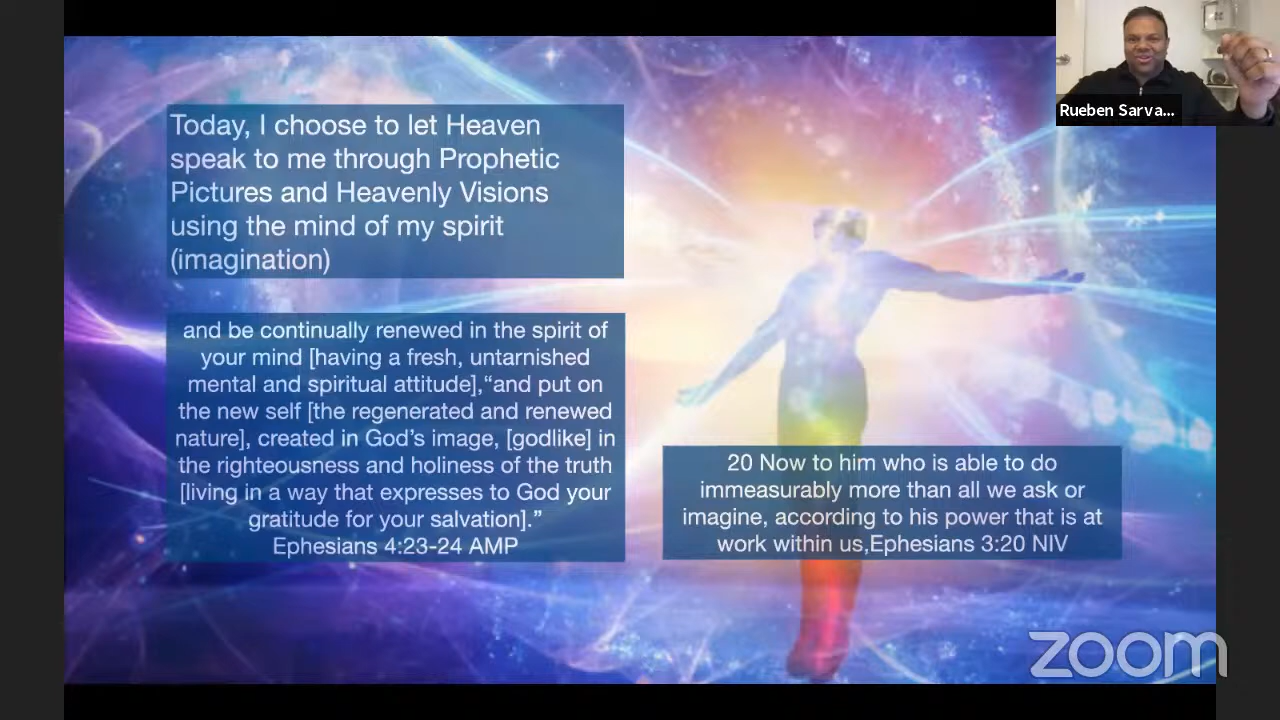 Rueben Sarva...
Today, I choose to let Heaven
speak to me through Prophetic
Pictures and Heavenly Visions
using the mind of my spirit
(imagination)
and be continually renewed in the spirit of
your mind [having a fresh, untarnished
mental and spiritual attitude],“and put on
the new self [the regenerated and renewed
nature], created in God’s image, [godlike] in
the righteousness and holiness of the truth
[living in a way that expresses to God your
gratitude for your salvation].”
Ephesians 4:23-24 AMP
20 Now to him who is able to do
immeasurably more than all we ask or
imagine, according to his power that is at
work within us,Ephesians 3:20 NIV
zoom